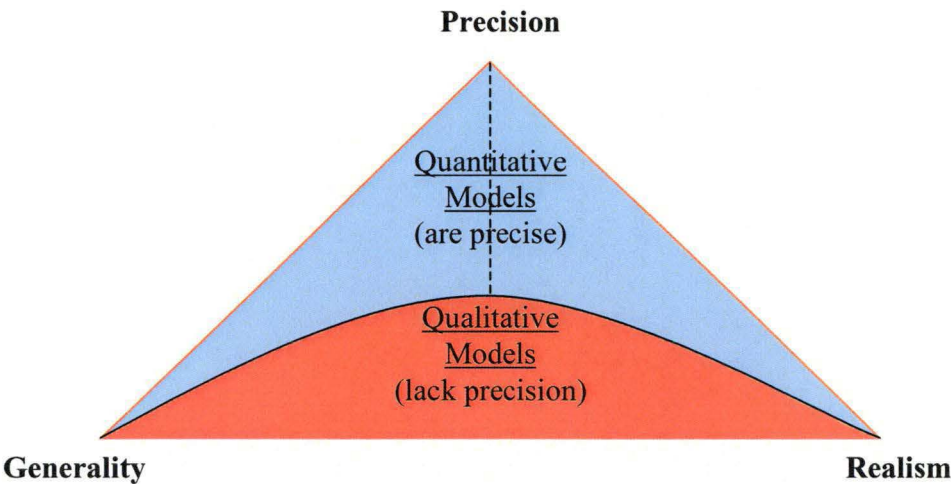 Precision
Quantitative
Models
(are precise)
Qualitative
Models
(lack precision)
Generality
Realism